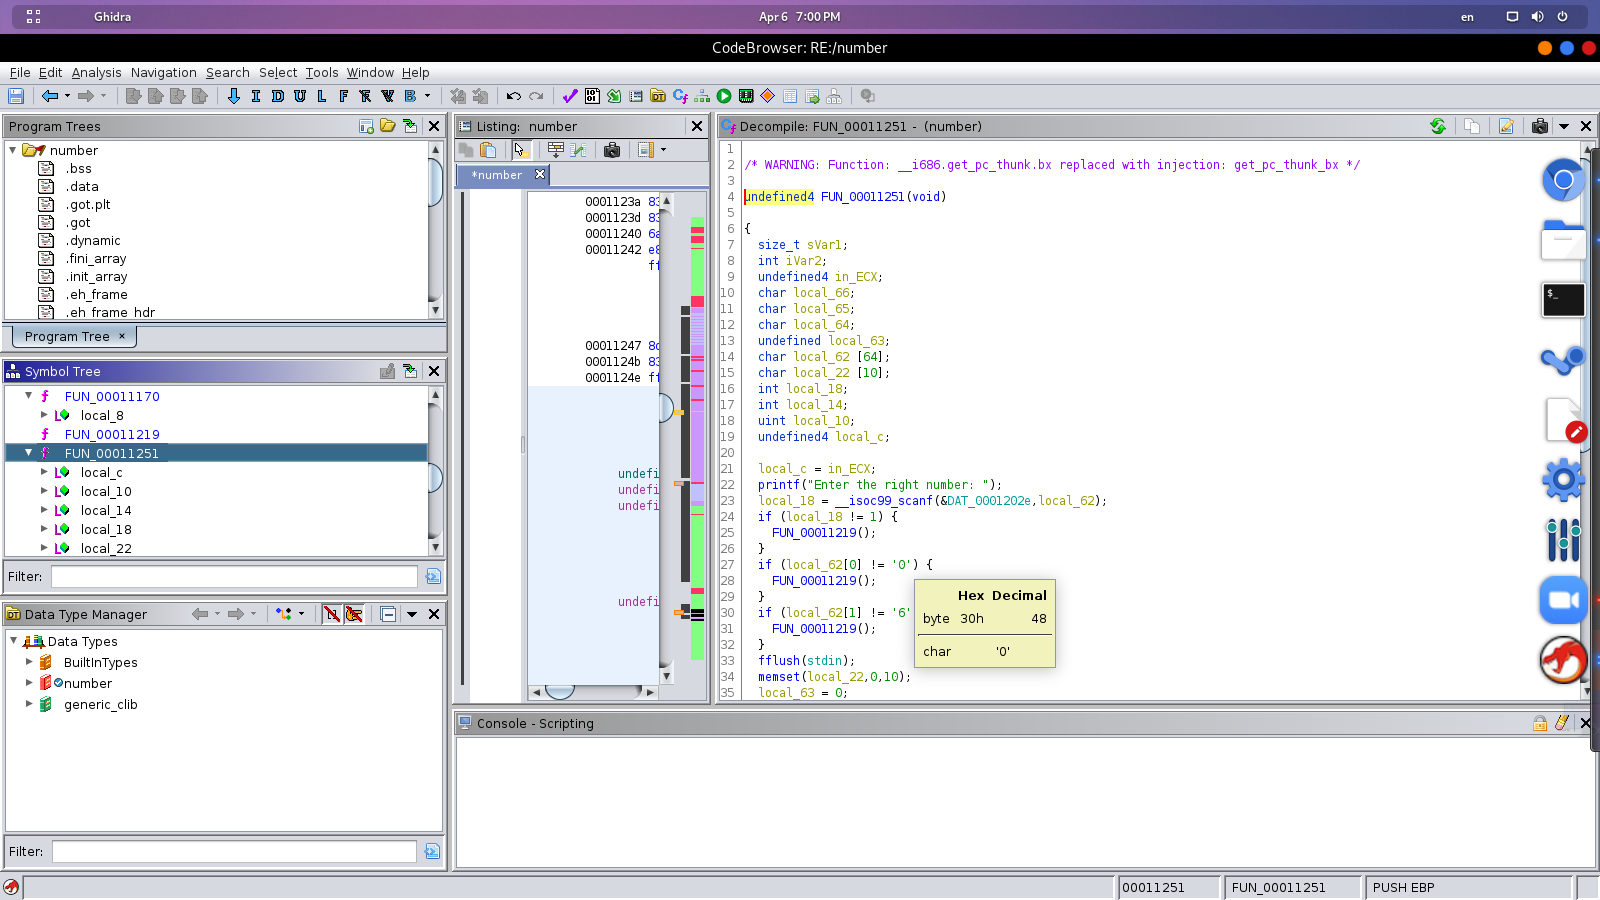 Ghidra
Apr 6 7:00 PM
en
CodeBrowser: RE:/number
File Edit Analysis Navigation Search Select Tools Window Help
I D U L F R V B
Program Trees
number
.bss
.data
.got.plt
.got
.dynamic
.fini_array
.init_array
.eh_frame
.eh_frame_hdr
Program Tree ×
Symbol Tree
FUN_00011170
local_8
FUN_00011219
FUN_00011251
local_c
local_10
local_14
local_18
local_22
Filter:
Data Type Manager
Data Types
BuiltInTypes
number
generic_clib
Filter:
Listing: number
*number
0001123a 83
0001123d 83
00011240 6a
00011242 e8
ff
00011247 8d
0001124b 83
0001124e ff
undefi
undefi
undefi
undefi
Decompile: FUN_00011251 - (number)
1
2 /* WARNING: Function: __i686.get_pc_thunk.bx replaced with injection: get_pc_thunk_bx */
3
4 undefined4 FUN_00011251(void)
5
6 {
7 size_t sVar1;
8 int iVar2;
9 undefined4 in_ECX;
10 char local_66;
11 char local_65;
12 char local_64;
13 undefined local_63;
14 char local_62 [64];
15 char local_22 [10];
16 int local_18;
17 int local_14;
18 uint local_10;
19 undefined4 local_c;
20
21 local_c = in_ECX;
22 printf("Enter the right number: ");
23 local_18 = __isoc99_scanf(&DAT_0001202e,local_62);
24 if (local_18 != 1) {
25 FUN_00011219();
26 }
27 if (local_62[0] != '0') {
28 FUN_00011219();
29 }
30 if (local_62[1] != '6'
31 FUN_00011219();
32 }
33 fflush(stdin);
34 memset(local_22,0,10);
35 local_63 = 0;
Hex Decimal
byte 30h 48
char '0'
Console - Scripting
00011251
FUN_00011251
PUSH EBP